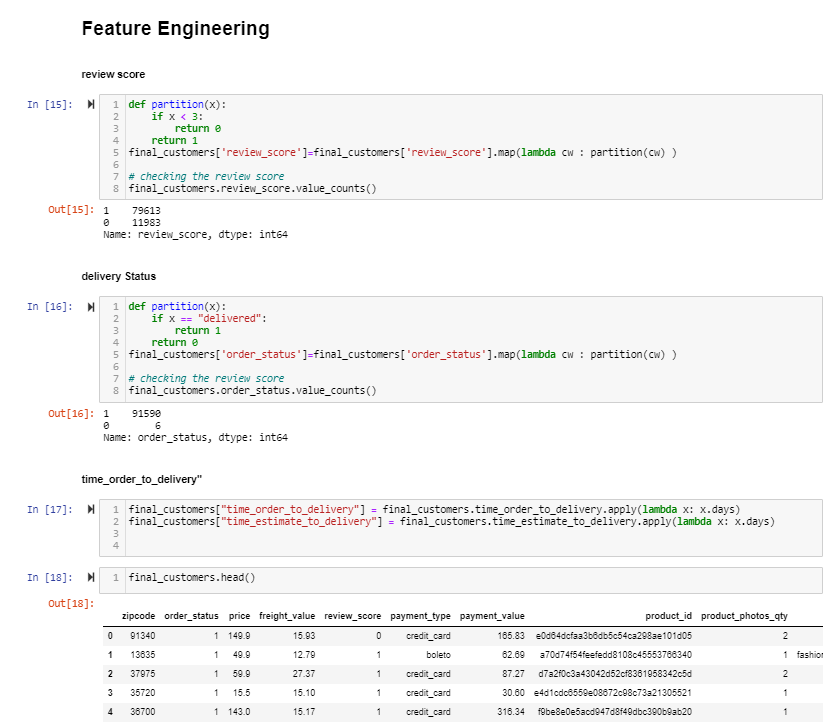 Feature Engineering
review score
In [15]:
1 def partition(x):
2     if x < 3:
3         return 0
4     return 1
5 final_customers['review_score']=final_customers['review_score'].map(lambda cw : partition(cw) )
6
7 # checking the review score
8 final_customers.review_score.value_counts()
Out[15]: 1    79613
0    11983
Name: review_score, dtype: int64
delivery Status
In [16]:
1 def partition(x):
2     if x == "delivered":
3         return 1
4     return 0
5 final_customers['order_status']=final_customers['order_status'].map(lambda cw : partition(cw) )
6
7 # checking the review score
8 final_customers.order_status.value_counts()
Out[16]: 1    91590
0        6
Name: order_status, dtype: int64
time_order_to_delivery"
In [17]:
1 final_customers["time_order_to_delivery"] = final_customers.time_order_to_delivery.apply(lambda x: x.days)
2 final_customers["time_estimate_to_delivery"] = final_customers.time_estimate_to_delivery.apply(lambda x: x.days)
3
4
In [18]:
1 final_customers.head()
Out[18]:
zipcode order_status price freight_value review_score payment_type payment_value product_id product_photos_qty
0 91340 1 149.9 15.93 0 credit_card 165.83 e0d64dcfaa3b6db5c54ca298ae101d05 2
1 13635 1 49.9 12.79 1 boleto 62.69 a70d74f54feefedd8108c45553766340 1 fashion
2 37975 1 59.9 27.37 1 credit_card 87.27 d7a2f0c3a43042d52cf8361958342c5d 2
3 35720 1 15.5 15.10 1 credit_card 30.60 e4d1cdc6559e08672c98c73a21305521 1
4 36700 1 143.0 15.17 1 credit_card 316.34 f9be8e0e5acd947d8f49dbc390b9ab20 1